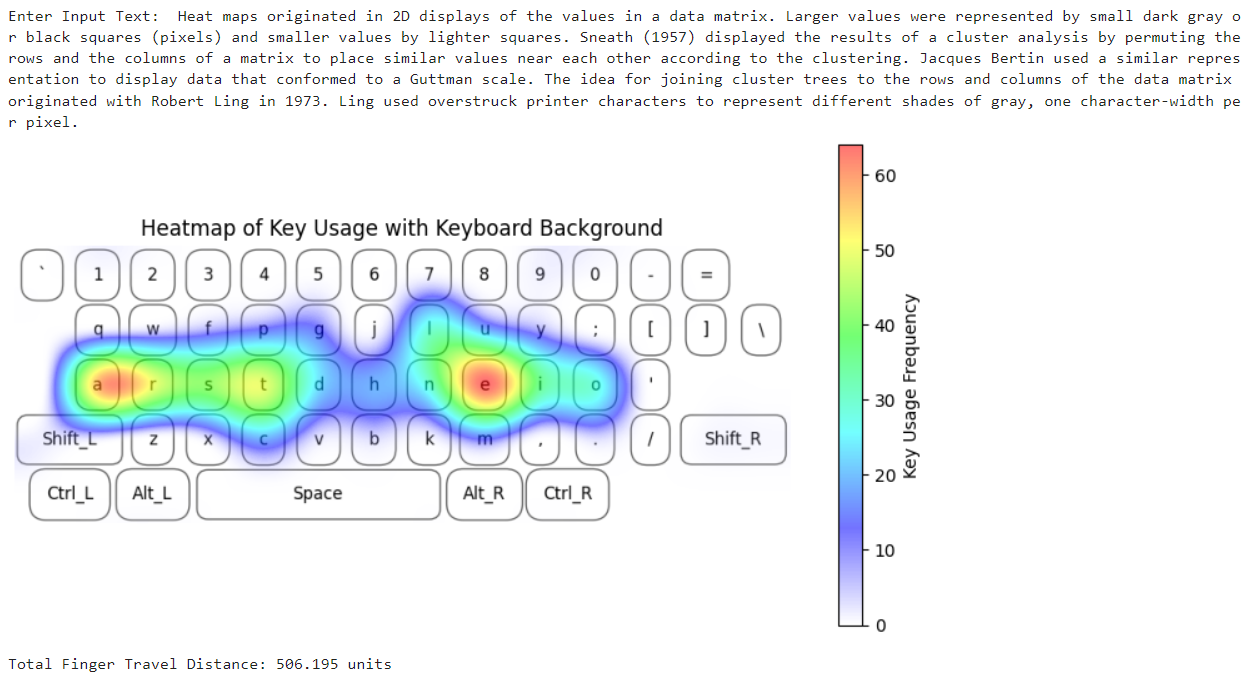 Enter Input Text:  Heat maps originated in 2D displays of the values in a data matrix. Larger values were represented by small dark gray o
r black squares (pixels) and smaller values by lighter squares. Sneath (1957) displayed the results of a cluster analysis by permuting the
rows and the columns of a matrix to place similar values near each other according to the clustering. Jacques Bertin used a similar repres
entation to display data that conformed to a Guttman scale. The idea for joining cluster trees to the rows and columns of the data matrix
originated with Robert Ling in 1973. Ling used overstruck printer characters to represent different shades of gray, one character-width pe
r pixel.
Heatmap of Key Usage with Keyboard Background
` 1 2 3 4 5 6 7 8 9 0 - =
q w f p g j l u y ; [ ] \
a r s t d h n e i o '
Shift_L z x c v b k m , . / Shift_R
Ctrl_L Alt_L Space Alt_R Ctrl_R
60
50
40
30
20
10
0
Key Usage Frequency
Total Finger Travel Distance: 506.195 units